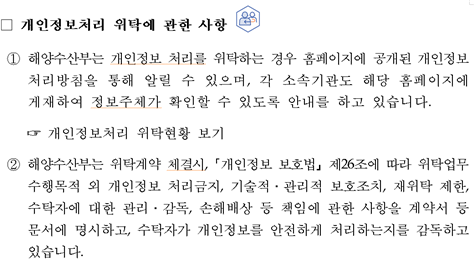 □ 개인정보처리 위탁에 관한 사항
① 해양수산부는 개인정보 처리를 위탁하는 경우 홈페이지에 공개된 개인정보
처리방침을 통해 알릴 수 있으며, 각 소속기관도 해당 홈페이지에
게재하여 정보주체가 확인할 수 있도록 안내를 하고 있습니다.
☞ 개인정보처리 위탁현황 보기
② 해양수산부는 위탁계약 체결시, 「개인정보 보호법」 제26조에 따라 위탁업무
수행목적 외 개인정보 처리금지, 기술적·관리적 보호조치, 재위탁 제한,
수탁자에 대한 관리·감독, 손해배상 등 책임에 관한 사항을 계약서 등
문서에 명시하고, 수탁자가 개인정보를 안전하게 처리하는지를 감독하고
있습니다.